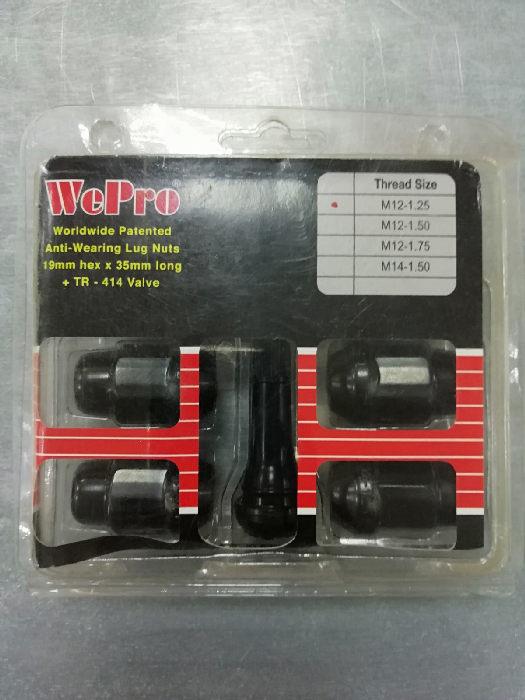 WePro®
Worldwide Patented
Anti-Wearing Lug Nuts
19mm hex x 35mm long
+ TR - 414 Valve
Thread Size
M12-1.25
M12-1.50
M12-1.75
M14-1.50